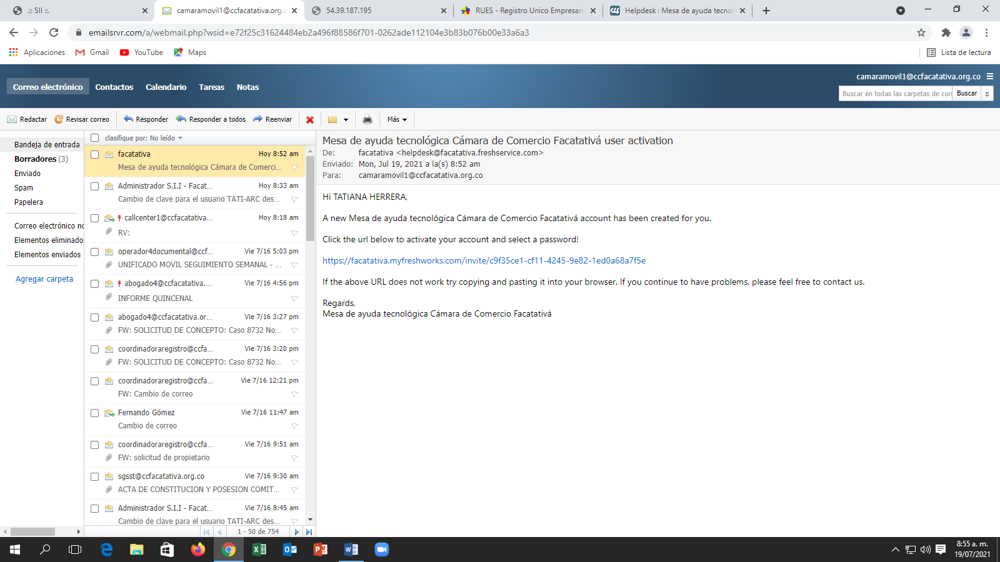 .:: SII ::.
camaramovil1@ccfacatativa.org.c
54.39.187.195
RUES - Registro Unico Empresaria
Helpdesk : Mesa de ayuda tecnol
emailsrvr.com/a/webmail.php?wsid=e72f25c31624484eb2a496f88586f701-0262ade112104e3b83b076b00e33a6a3
Aplicaciones Gmail YouTube Maps Lista de lectura
camaramovil1@ccfacatativa.org.co
Correo electrónico Contactos Calendario Tareas Notas
Buscar en todas las carpetas de cor Buscar
Redactar Revisar correo Responder Responder a todos Reenviar Más
Bandeja de entrada
Borradores (3)
Enviado
Spam
Papelera
Correo electrónico no
Elementos eliminados
Elementos enviados
Agregar carpeta
clasifique por: No leído
facatativa Hoy 8:52 am
Mesa de ayuda tecnológica Cámara de Comerci...
Administrador S.I.I - Facat... Hoy 8:33 am
Cambio de clave para el usuario TATI-ARC des...
callcenter1@ccfacatativa... Hoy 8:18 am
RV:
operador4documental@ccf... Vie 7/16 5:03 pm
UNIFICADO MOVIL SEGUIMIENTO SEMANAL - ...
abogado4@ccfacatativa.... Vie 7/16 4:56 pm
INFORME QUINCENAL
abogado4@ccfacatativa.or... Vie 7/16 3:27 pm
FW: SOLICITUD DE CONCEPTO: Caso 8732 No...
coordinadoraregistro@ccfa... Vie 7/16 3:20 pm
FW: SOLICITUD DE CONCEPTO: Caso 8732 No...
coordinadoraregistro@ccfa... Vie 7/16 12:21 pm
FW: Cambio de correo
Fernando Gómez Vie 7/16 11:47 am
Cambio de correo
coordinadoraregistro@ccfa... Vie 7/16 9:51 am
FW: solicitud de propietario
sgsst@ccfacatativa.org.co Vie 7/16 9:30 am
ACTA DE CONSTITUCION Y POSESION COMIT...
Administrador S.I.I - Facat... Vie 7/16 8:45 am
Cambio de clave para el usuario TATI-ARC des...
1 - 50 de 754
Mesa de ayuda tecnológica Cámara de Comercio Facatativá user activation
De: facatativa <helpdesk@facatativa.freshservice.com>
Enviado: Mon, Jul 19, 2021 a la(s) 8:52 am
Para: camaramovil1@ccfacatativa.org.co
Hi TATIANA HERRERA,
A new Mesa de ayuda tecnológica Cámara de Comercio Facatativá account has been created for you.
Click the url below to activate your account and select a password!
https://facatativa.myfreshworks.com/invite/c9f35ce1-cf11-4245-9e82-1ed0a68a7f5e
If the above URL does not work try copying and pasting it into your browser. If you continue to have problems, please feel free to contact us.
Regards,
Mesa de ayuda tecnológica Cámara de Comercio Facatativá
8:55 a. m.
19/07/2021